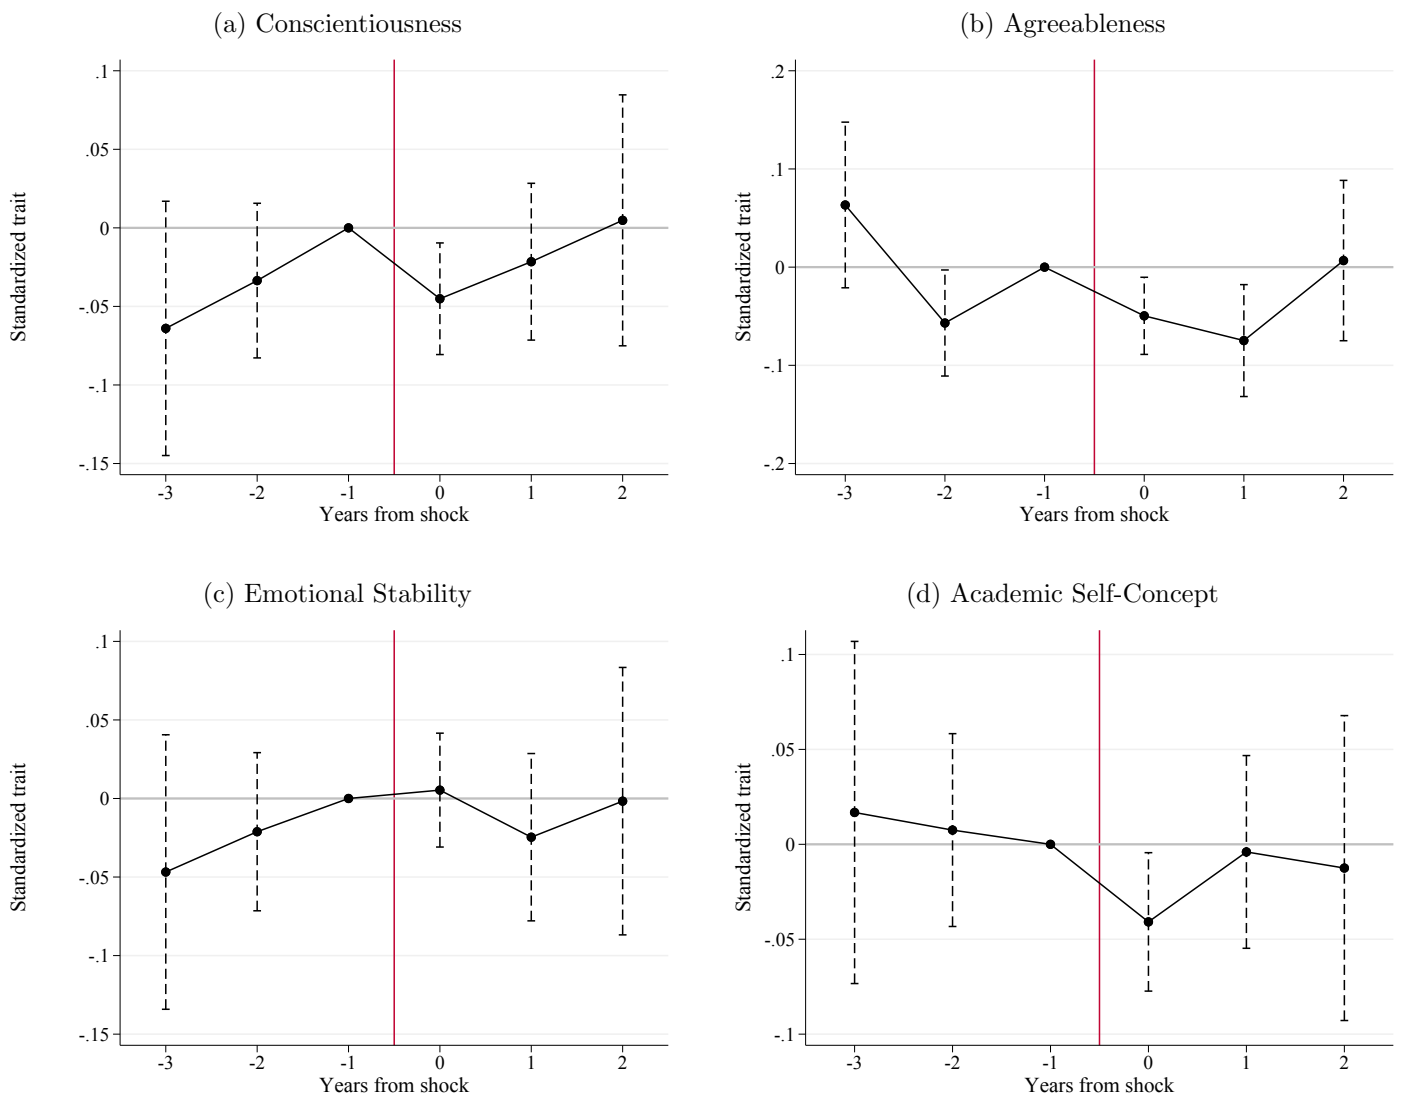 (a) Conscientiousness
.1
.05
0
-.05
-.1
-.15
Standardized trait
-3 -2 -1 0 1 2
Years from shock
(b) Agreeableness
.2
.1
0
-.1
-.2
Standardized trait
-3 -2 -1 0 1 2
Years from shock
(c) Emotional Stability
.1
.05
0
-.05
-.1
-.15
Standardized trait
-3 -2 -1 0 1 2
Years from shock
(d) Academic Self-Concept
.1
.05
0
-.05
-.1
Standardized trait
-3 -2 -1 0 1 2
Years from shock